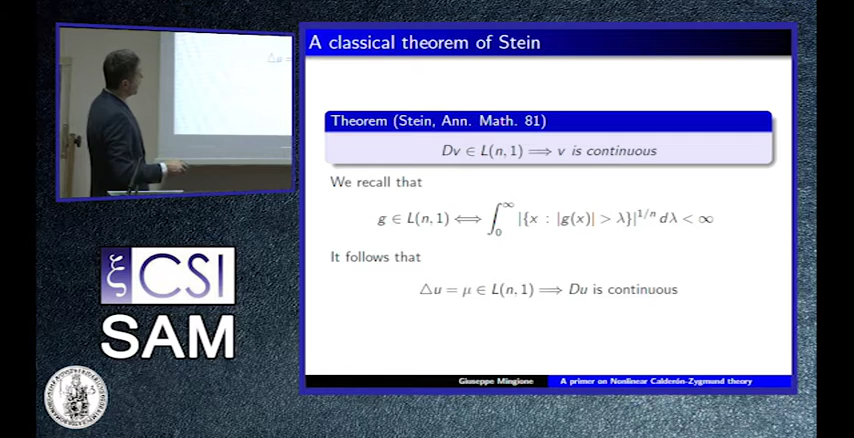 A classical theorem of Stein
△u =
Theorem (Stein, Ann. Math. 81)
Dv ∈ L(n, 1) ⟹ v is continuous
We recall that
g ∈ L(n, 1) ⟺ ∫₀^∞ |{x : |g(x)| > λ}|^{1/n} dλ < ∞
It follows that
△u = μ ∈ L(n, 1) ⟹ Du is continuous
ξ CSI
SAM
Giuseppe Mingione
A primer on Nonlinear Calderón-Zygmund theory